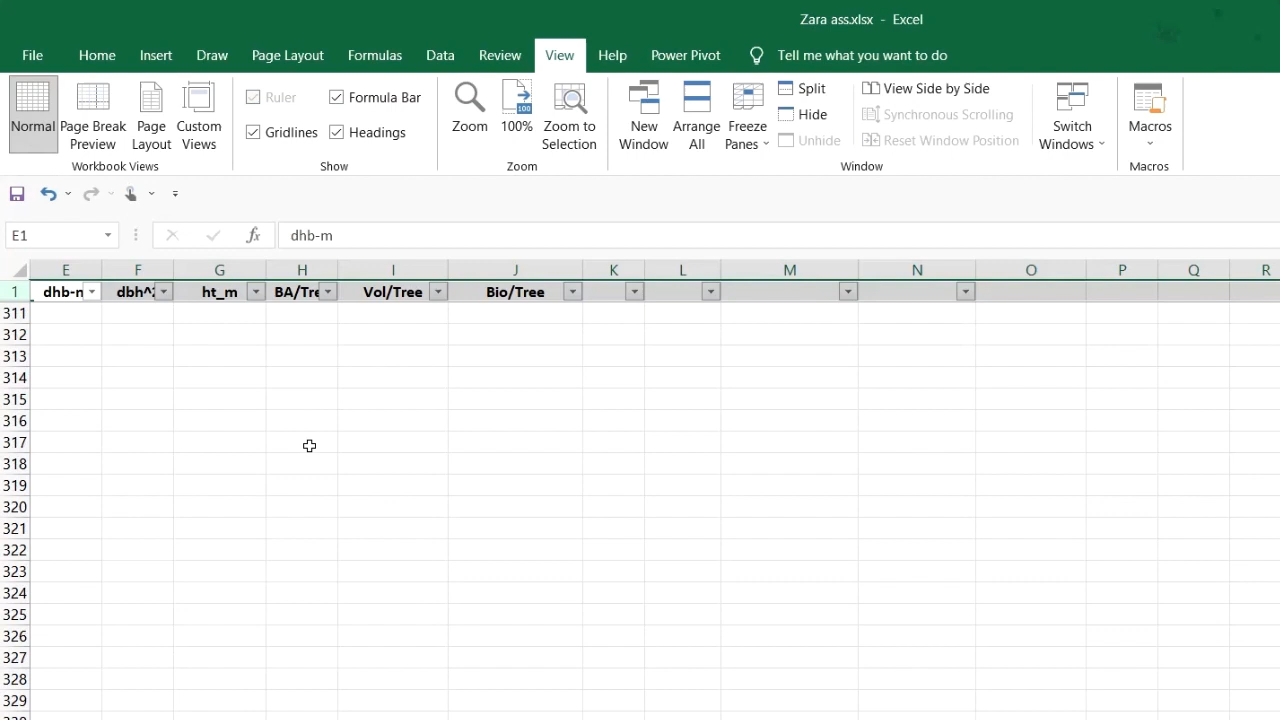 Zara ass.xlsx - Excel
File Home Insert Draw Page Layout Formulas Data Review View Help Power Pivot Tell me what you want to do
Normal Page Break Preview Page Layout Custom Views
Workbook Views
Ruler Formula Bar
Gridlines Headings
Show
Zoom 100% Zoom to Selection
100
Zoom
New Window Arrange All Freeze Panes
Split
Hide
Unhide
View Side by Side
Synchronous Scrolling
Reset Window Position
Window
Switch Windows
Macros
Macros
E1 fx dhb-m
E F G H I J K L M N O P Q R
1 dhb-m dbh^2 ht_m BA/Tre Vol/Tree Bio/Tree
311
312
313
314
315
316
317
318
319
320
321
322
323
324
325
326
327
328
329